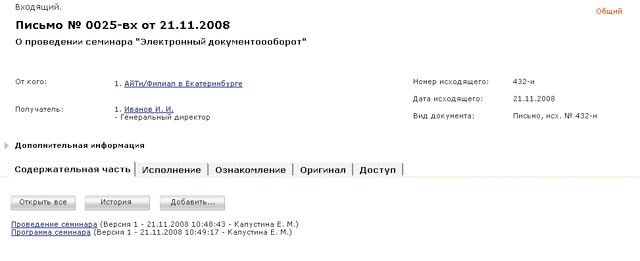 Входящий.
Общий
Письмо № 0025-вх от 21.11.2008
О проведении семинара "Электронный документоооборот"
От кого: 1. АйТи/Филиал в Екатеринбурге
Номер исходящего: 432-и
Дата исходящего: 21.11.2008
Получатель: 1. Иванов И. И.
- Генеральный директор
Вид документа: Письмо, исх. № 432-и
Дополнительная информация
Содержательная часть Исполнение Ознакомление Оригинал Доступ
Открыть все История Добавить...
Проведение семинара (Версия 1 - 21.11.2008 10:48:43 - Капустина Е. М.)
Программа семинара (Версия 1 - 21.11.2008 10:49:17 - Капустина Е. М.)